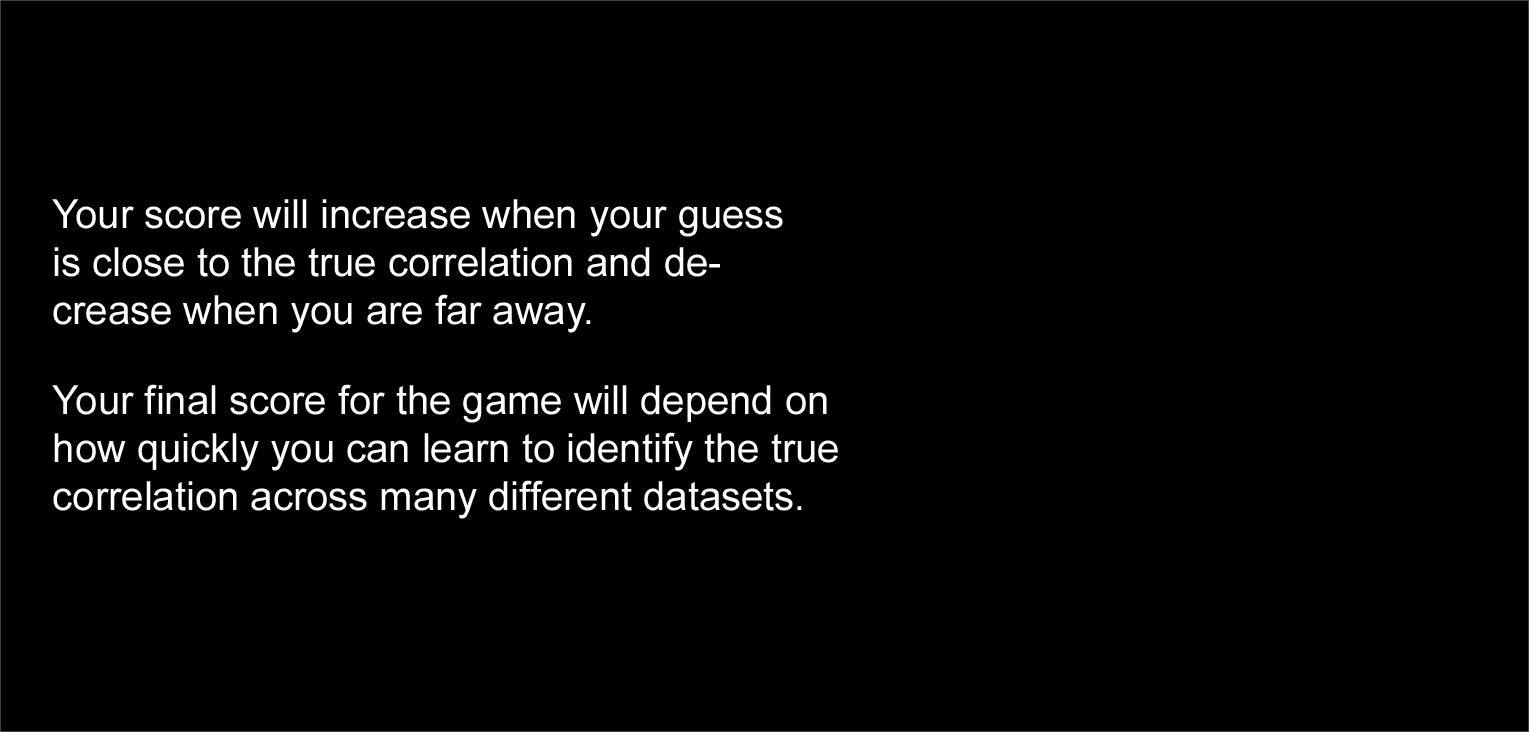 Your score will increase when your guess
is close to the true correlation and de-
crease when you are far away.
Your final score for the game will depend on
how quickly you can learn to identify the true
correlation across many different datasets.